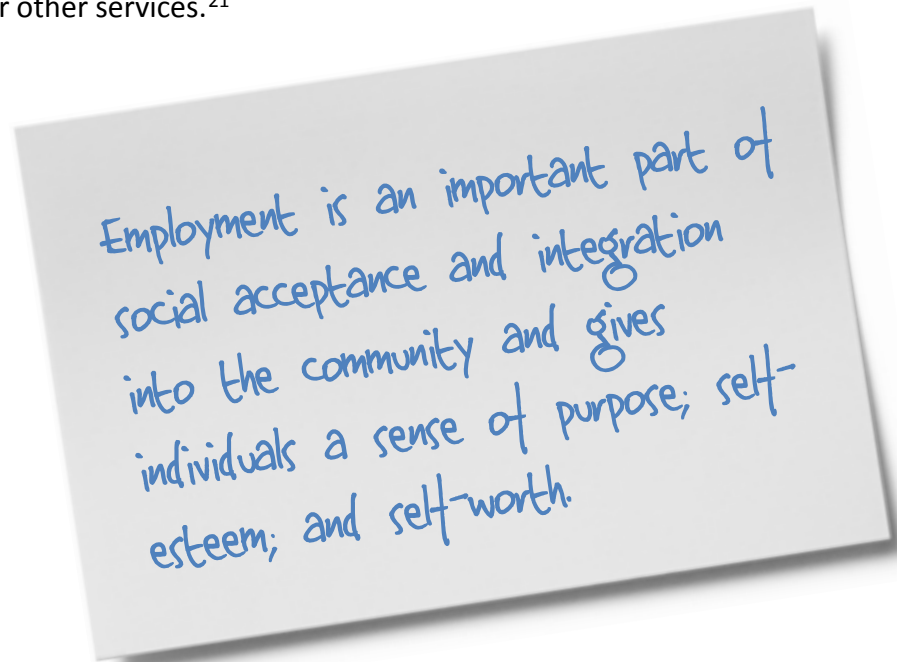 r other services.²¹
Employment is an important part of
social acceptance and integration
into the community and gives
individuals a sense of purpose; self-
esteem; and self-worth.